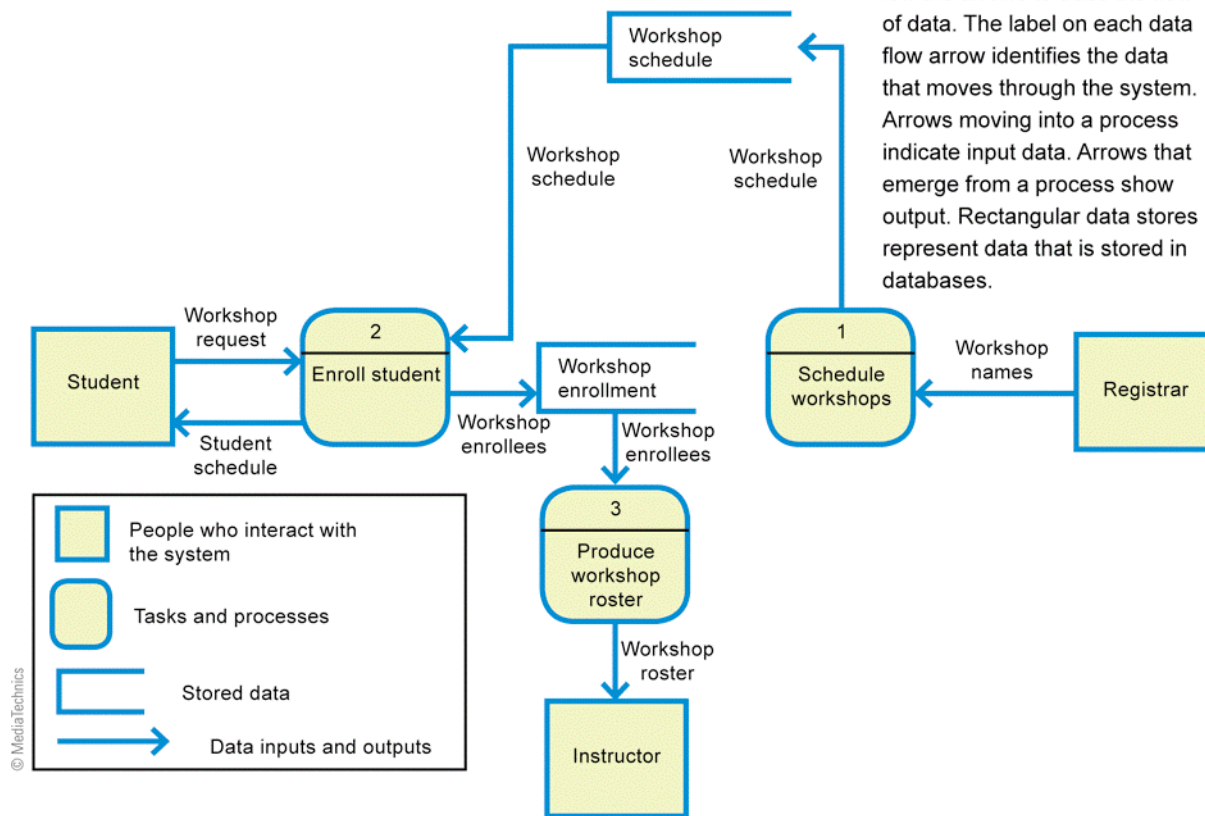 of data. The label on each data
flow arrow identifies the data
that moves through the system.
Arrows moving into a process
indicate input data. Arrows that
emerge from a process show
output. Rectangular data stores
represent data that is stored in
databases.
Workshop
schedule
Workshop
schedule
Workshop
schedule
Student
Workshop
request
Student
schedule
2
Enroll student
Workshop
enrollees
Workshop
enrollment
Workshop
enrollees
1
Schedule
workshops
Workshop
names
Registrar
3
Produce
workshop
roster
Workshop
roster
Instructor
People who interact with
the system
Tasks and processes
Stored data
Data inputs and outputs
© MediaTechnics